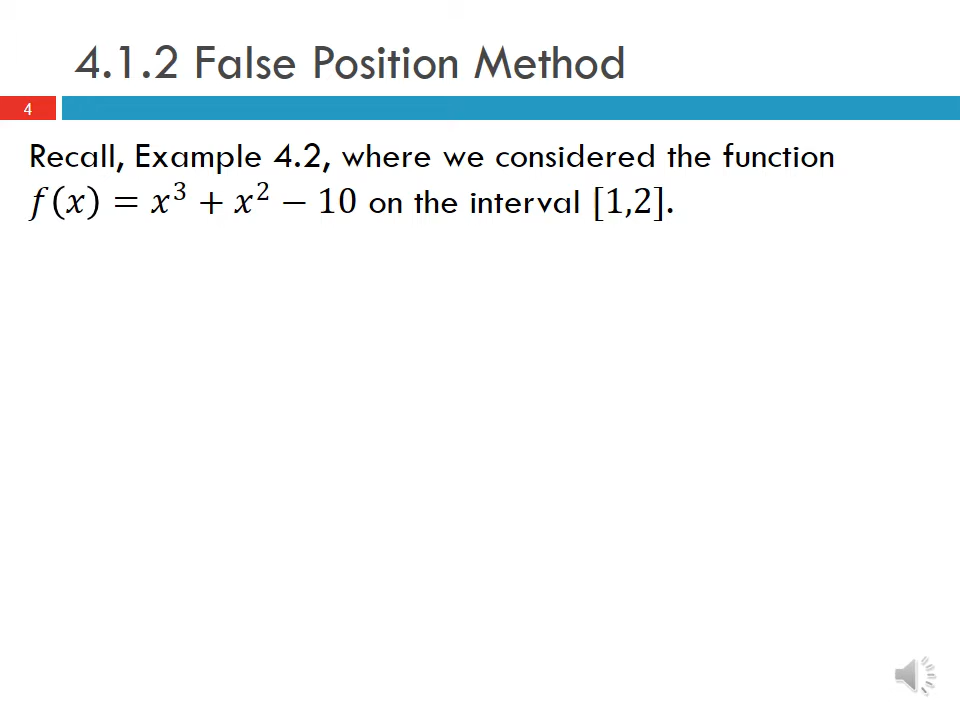 4.1.2 False Position Method
4
Recall, Example 4.2, where we considered the function
𝑓(𝑥) = 𝑥³ + 𝑥² − 10 on the interval [1,2].